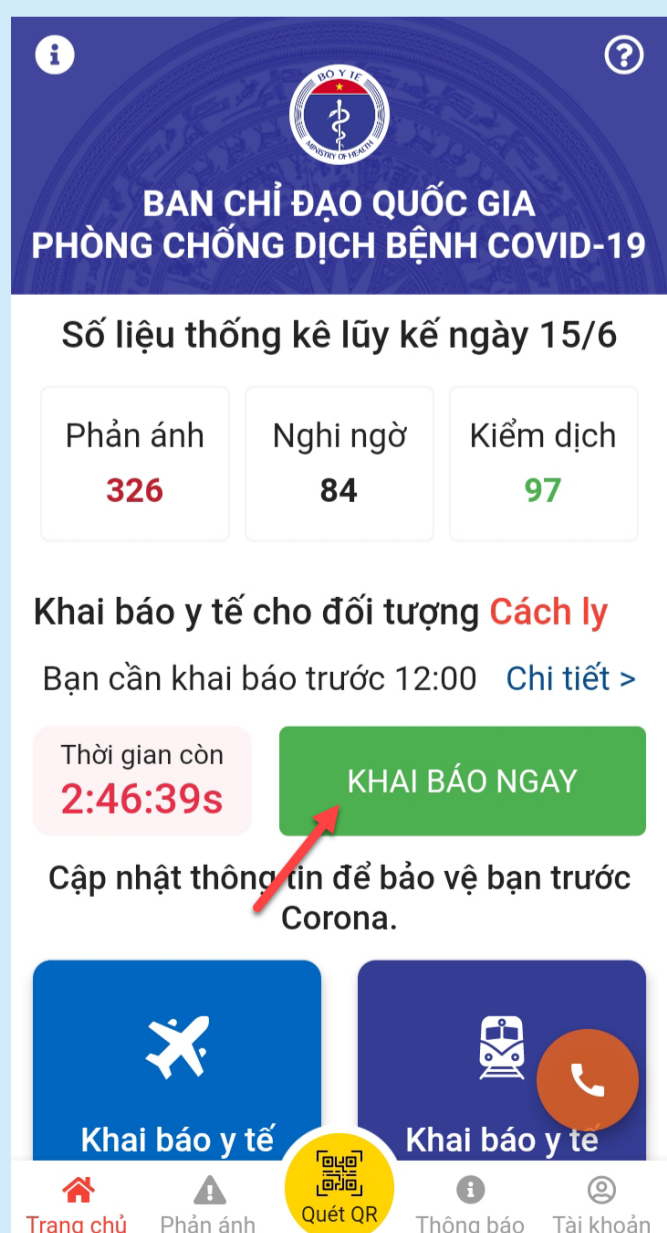 BỘ Y TẾ
MINISTRY OF HEALTH
BAN CHỈ ĐẠO QUỐC GIA
PHÒNG CHỐNG DỊCH BỆNH COVID-19
Số liệu thống kê lũy kế ngày 15/6
Phản ánh
326
Nghi ngờ
84
Kiểm dịch
97
Khai báo y tế cho đối tượng Cách ly
Bạn cần khai báo trước 12:00 Chi tiết >
Thời gian còn
2:46:39s
KHAI BÁO NGAY
Cập nhật thông tin để bảo vệ bạn trước
Corona.
Khai báo y tế
Khai báo y tế
Trang chủ
Phản ánh
Quét QR
Thông báo
Tài khoản